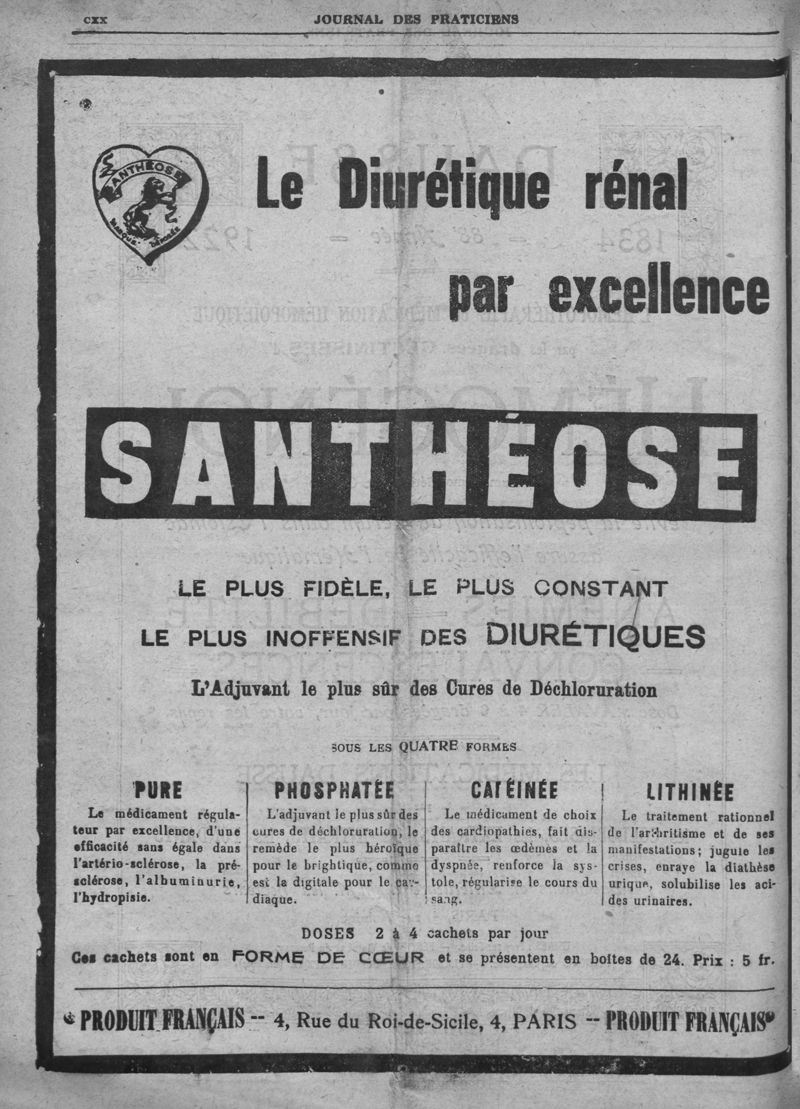 CXX
JOURNAL DES PRATICIENS
SANTHÉOSE
MARQUE DÉPOSÉE
Le Diurétique rénal
par excellence
SANTHÉOSE
LE PLUS FIDÈLE, LE PLUS CONSTANT
LE PLUS INOFFENSIF DES DIURÉTIQUES
L'Adjuvant le plus sûr des Cures de Déchloruration
SOUS LES QUATRE FORMES
PURE
Le médicament régula-
teur par excellence, d'une
efficacité sans égale dans
l'artério-sclérose, la pré-
sclérose, l'albuminurie,
l'hydropisie.
PHOSPHATÉE
L'adjuvant le plus sûr des
cures de déchloruration, le
remède le plus héroïque
pour le brightique, comme
est la digitale pour le car-
diaque.
CAFÉINÉE
Le médicament de choix
des cardiopathies, fait dis-
paraître les œdèmes et la
dyspnée, renforce la sys-
tole, régularise le cours du
sang.
LITHINÉE
Le traitement rationnel
de l'arthritisme et de ses
manifestations; jugule les
crises, enraye la diathèse
urique, solubilise les aci-
des urinaires.
DOSES 2 à 4 cachets par jour
Ces cachets sont en FORME DE CŒUR et se présentent en boîtes de 24. Prix : 5 fr.
PRODUIT FRANÇAIS -- 4, Rue du Roi-de-Sicile, 4, PARIS -- PRODUIT FRANÇAIS